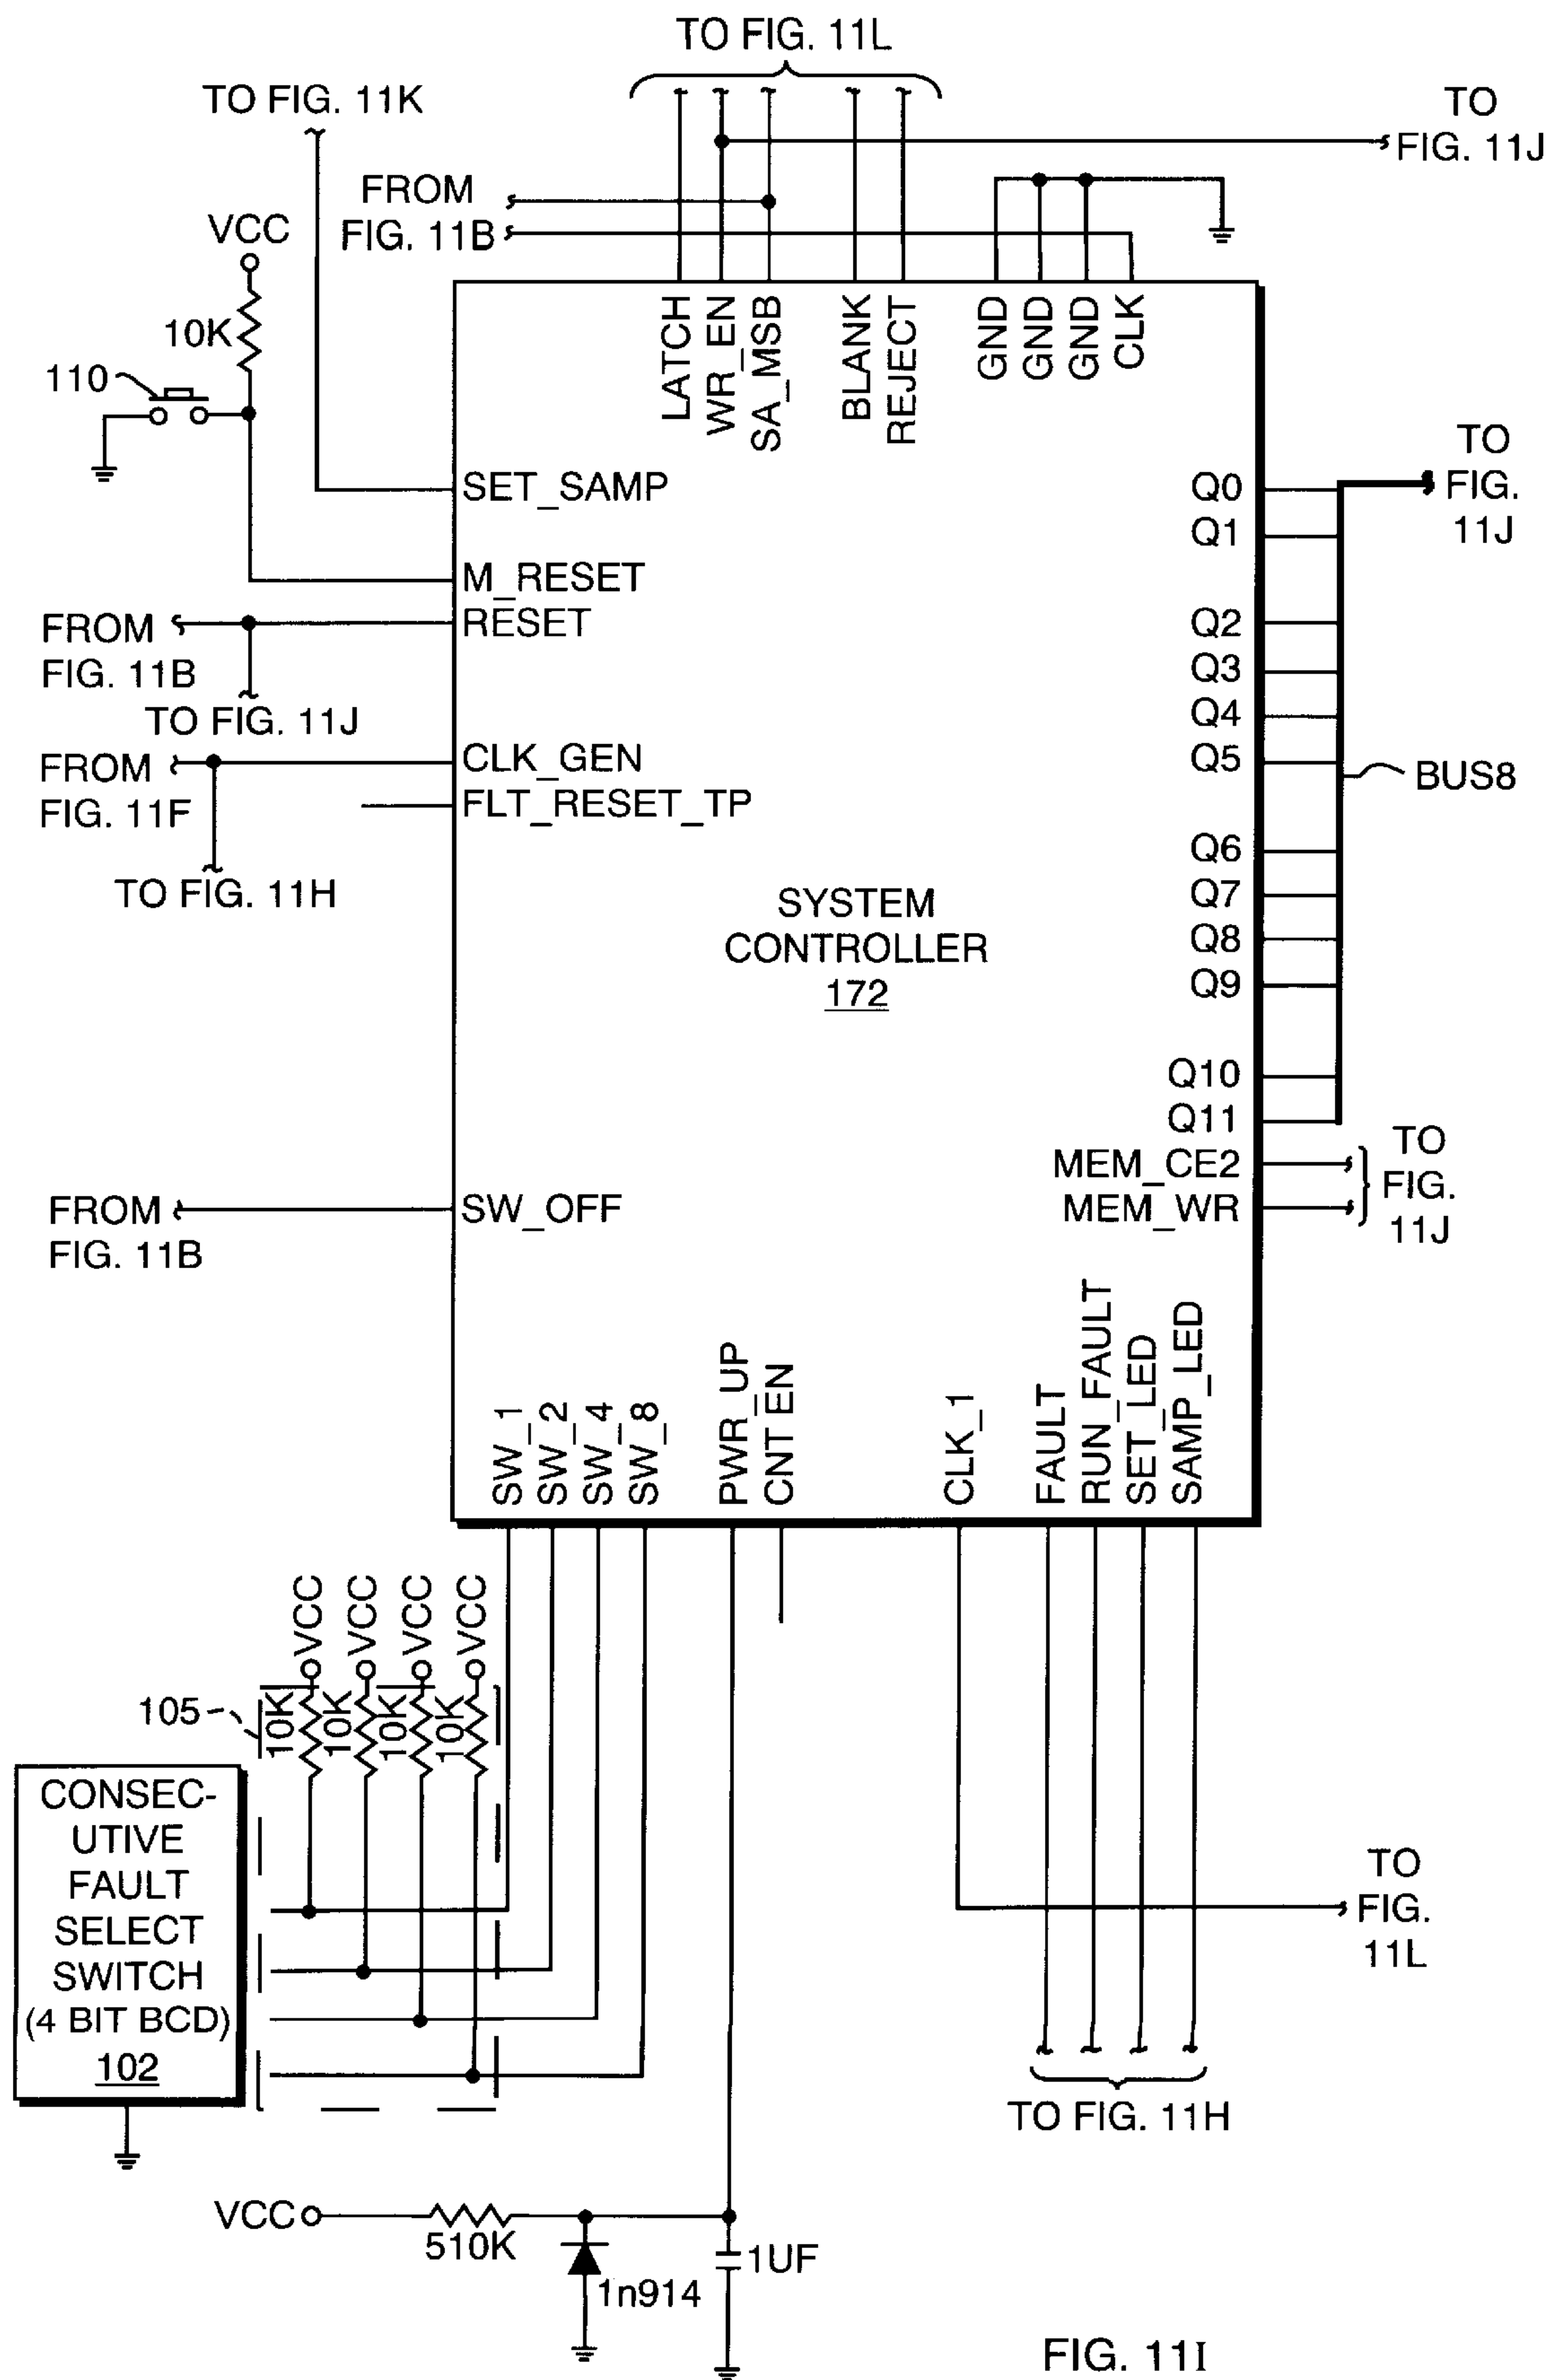 TO FIG. 11L
TO FIG. 11K
TO
FIG. 11J
FROM
FIG. 11B
VCC
10K
110
LATCH
WR_EN
SA_MSB
BLANK
REJECT
GND
GND
GND
CLK
SET_SAMP
M_RESET
RESET
FROM
FIG. 11B
TO FIG. 11J
CLK_GEN
FROM
FIG. 11F
FLT_RESET_TP
TO FIG. 11H
SYSTEM
CONTROLLER
172
Q0
Q1
Q2
Q3
Q4
Q5
Q6
Q7
Q8
Q9
Q10
Q11
TO
FIG.
11J
BUS8
MEM_CE2
MEM_WR
TO
FIG.
11J
SW_OFF
FROM
FIG. 11B
SW_1
SW_2
SW_4
SW_8
PWR_UP
CNT EN
CLK_1
FAULT
RUN_FAULT
SET_LED
SAMP_LED
VCC
VCC
VCC
VCC
105
10K
10K
10K
10K
CONSEC-
UTIVE
FAULT
SELECT
SWITCH
(4 BIT BCD)
102
TO
FIG.
11L
TO FIG. 11H
VCC
510K
1n914
1UF
FIG. 11I